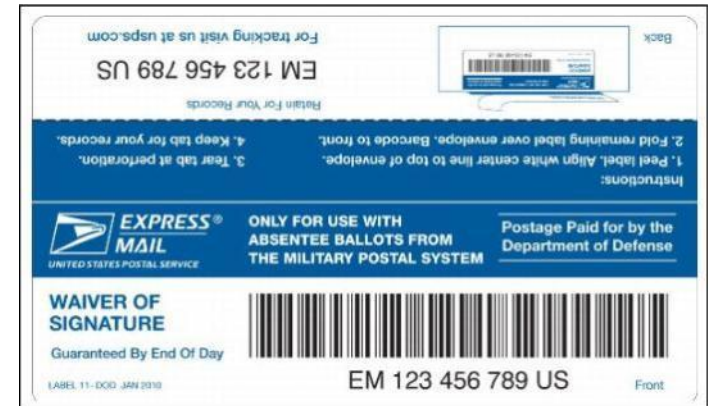 For tracking visit us at usps.com
EM 123 456 789 US
Retain For Your Records
Back
Instructions:
1. Peel label. Align white center line to top of envelope.
2. Fold remaining label over envelope. Barcode to front.
3. Tear tab at perforation.
4. Keep tab for your records.
EXPRESS®
MAIL
UNITED STATES POSTAL SERVICE
ONLY FOR USE WITH
ABSENTEE BALLOTS FROM
THE MILITARY POSTAL SYSTEM
Postage Paid for by the
Department of Defense
WAIVER OF
SIGNATURE
Guaranteed By End Of Day
EM 123 456 789 US
LABEL 11-DOD JAN 2010
Front